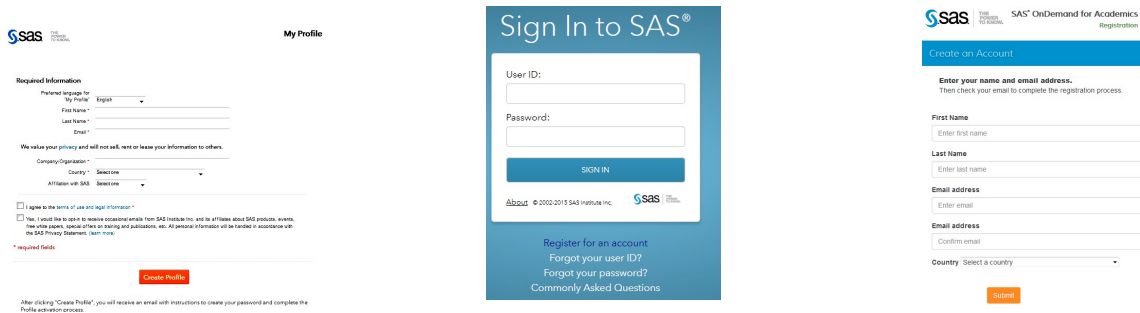 sas THE POWER TO KNOW.
My Profile
Required Information
Preferred language for
"My Profile" English
First Name *
Last Name *
Email *
We value your privacy and will not sell, rent or lease your information to others.
Company/Organization *
Country * Select one
Affiliation with SAS Select one
I agree to the terms of use and legal information *
Yes, I would like to opt-in to receive occasional emails from SAS Institute Inc. and its affiliates about SAS products, events,
free white papers, special offers on training and publications, etc. All personal information will be handled in accordance with
the SAS Privacy Statement. (learn more)
* required fields
Create Profile
After clicking "Create Profile", you will receive an email with instructions to create your password and complete the
Profile activation process.
Sign In to SAS®
User ID:
Password:
SIGN IN
About © 2002-2015 SAS Institute Inc. sas
Register for an account
Forgot your user ID?
Forgot your password?
Commonly Asked Questions
sas THE POWER TO KNOW.
SAS® OnDemand for Academics
Registration
Create an Account
Enter your name and email address.
Then check your email to complete the registration process.
First Name
Enter first name
Last Name
Enter last name
Email address
Enter email
Email address
Confirm email
Country Select a country
Submit